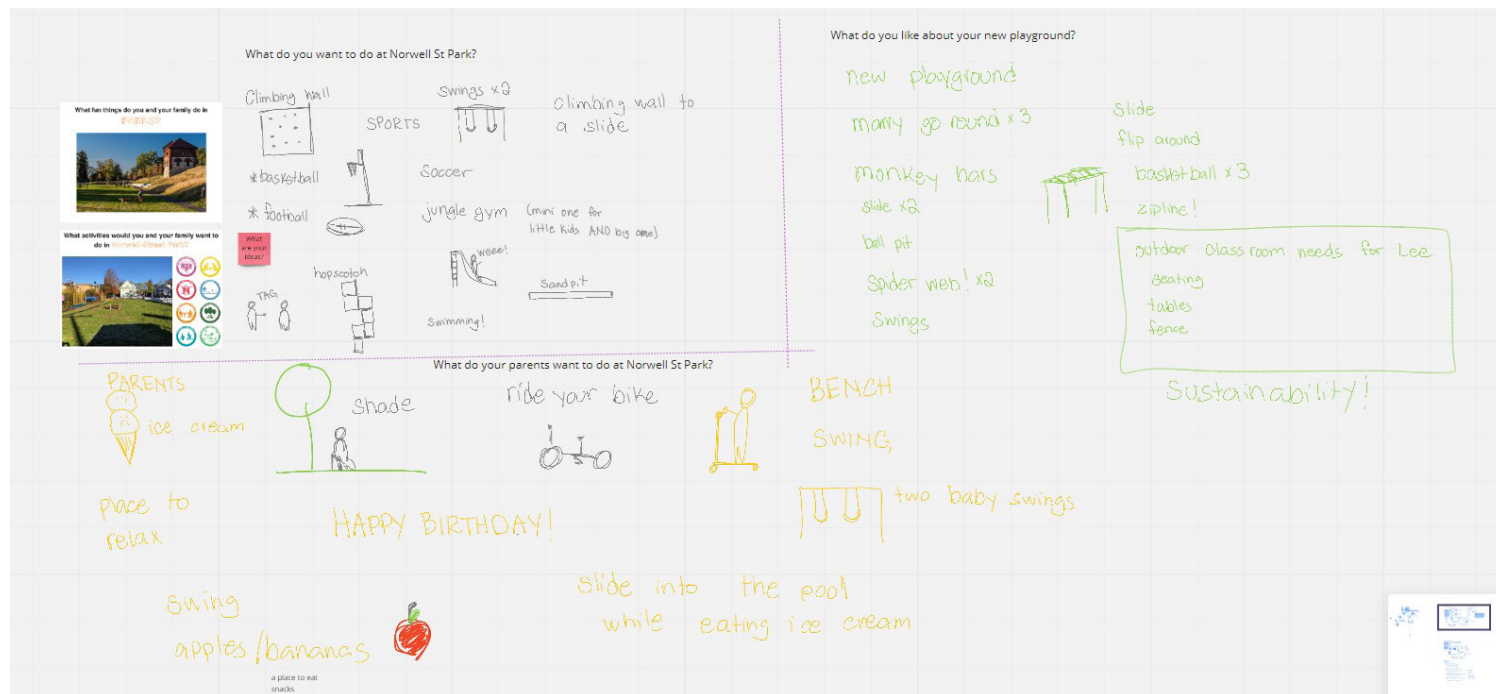 What do you want to do at Norwell St Park?
What fun things do you and your family do in
PARKS?
What activities would you and your family want to
do in Norwell Street Park?
What
are your
ideas?
Climbing wall
SPORTS
Swings x2
Climbing wall to
a slide
*basketball
Soccer
* football
jungle gym (mini one for
little kids AND big one)
weee!
hopscotch
TAG
Sandpit
Swimming!
What do you like about your new playground?
new playground
marry go round x 3
monkey bars
slide x2
ball pit
Spider web! x2
Swings
Slide
flip around
basketball x 3
zipline!
outdoor classroom needs for Lee
seating
tables
fence
Sustainability!
What do your parents want to do at Norwell St Park?
PARENTS
ice cream
shade
ride your bike
BENCH
SWING,
place to
relax
HAPPY BIRTHDAY!
two baby swings
swing
apples/bananas
a place to eat
snacks
slide into the pool
while eating ice cream